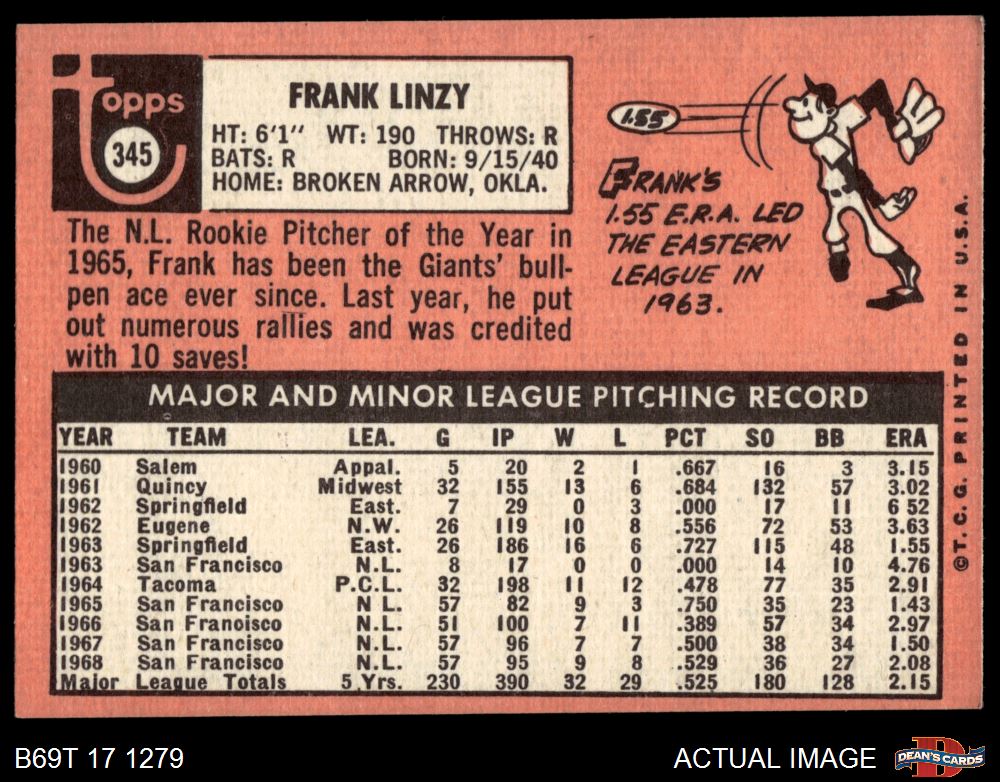 Topps
345
FRANK LINZY
HT: 6'1" WT: 190 THROWS: R
BATS: R BORN: 9/15/40
HOME: BROKEN ARROW, OKLA.
1.55
FRANK'S
1.55 E.R.A. LED
THE EASTERN
LEAGUE IN
1963.
The N.L. Rookie Pitcher of the Year in
1965, Frank has been the Giants' bull-
pen ace ever since. Last year, he put
out numerous rallies and was credited
with 10 saves!
MAJOR AND MINOR LEAGUE PITCHING RECORD
YEAR TEAM LEA. G IP W L PCT SO BB ERA
1960 Salem Appal. 5 20 2 1 .667 16 3 3.15
1961 Quincy Midwest 32 155 13 6 .684 132 57 3.02
1962 Springfield East. 7 29 0 3 .000 17 11 6 52
1962 Eugene N.W. 26 119 10 8 .556 72 53 3.63
1963 Springfield East. 26 186 16 6 .727 115 48 1.55
1963 San Francisco N.L. 8 17 0 0 .000 14 10 4.76
1964 Tacoma P.C.L. 32 198 11 12 .478 77 35 2.91
1965 San Francisco N L. 57 82 9 3 .750 35 23 1.43
1966 San Franoisco N.L. 51 100 7 11 .389 57 34 2.97
1967 San Francisco N.L. 57 96 7 7 .500 38 34 1.50
1968 San Francisco N.L. 57 95 9 8 .529 36 27 2.08
Major League Totals 5 Yrs. 230 390 32 29 .525 180 128 2.15
©T. C. G. PRINTED IN U.S.A.
B69T 17 1279
ACTUAL IMAGE
D
DEAN'S CARDS